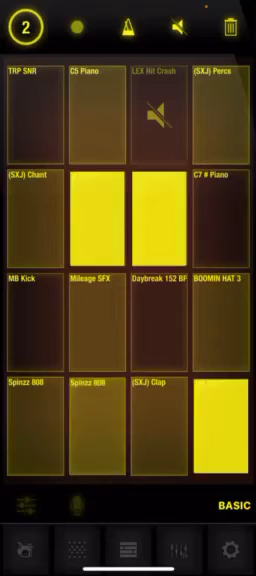 2
TRP SNR C5 Piano LEX Hit Crash (SXJ) Percs
(SXJ) Chant C7 # Piano
MB Kick Mileage SFX Daybreak 152 BF BOOMIN HAT 3
Spinzz 808 Spinzz 808 (SXJ) Clap
BASIC